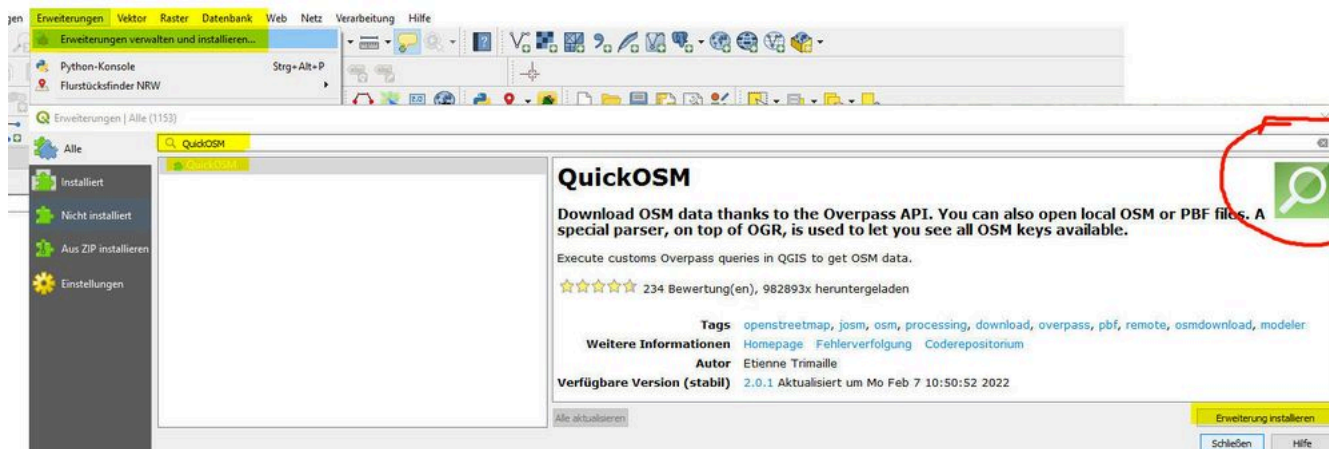 gen Erweiterungen Vektor Raster Datenbank Web Netz Verarbeitung Hilfe
Erweiterungen verwalten und installieren...
Python-Konsole Strg+Alt+P
Flurstücksfinder NRW
Erweiterungen | Alle (1153)
Alle
QuickOSM
QuickOSM
Installiert
Nicht installiert
Aus ZIP installieren
Einstellungen
QuickOSM
Download OSM data thanks to the Overpass API. You can also open local OSM or PBF files. A
special parser, on top of OGR, is used to let you see all OSM keys available.
Execute customs Overpass queries in QGIS to get OSM data.
234 Bewertung(en), 982893x heruntergeladen
Tags openstreetmap, josm, osm, processing, download, overpass, pbf, remote, osmdownload, modeler
Weitere Informationen Homepage Fehlerverfolgung Coderepositorium
Autor Etienne Trimaille
Verfügbare Version (stabil) 2.0.1 Aktualisiert um Mo Feb 7 10:50:52 2022
Alle aktualisieren
Erweiterung installieren
Schließen Hilfe